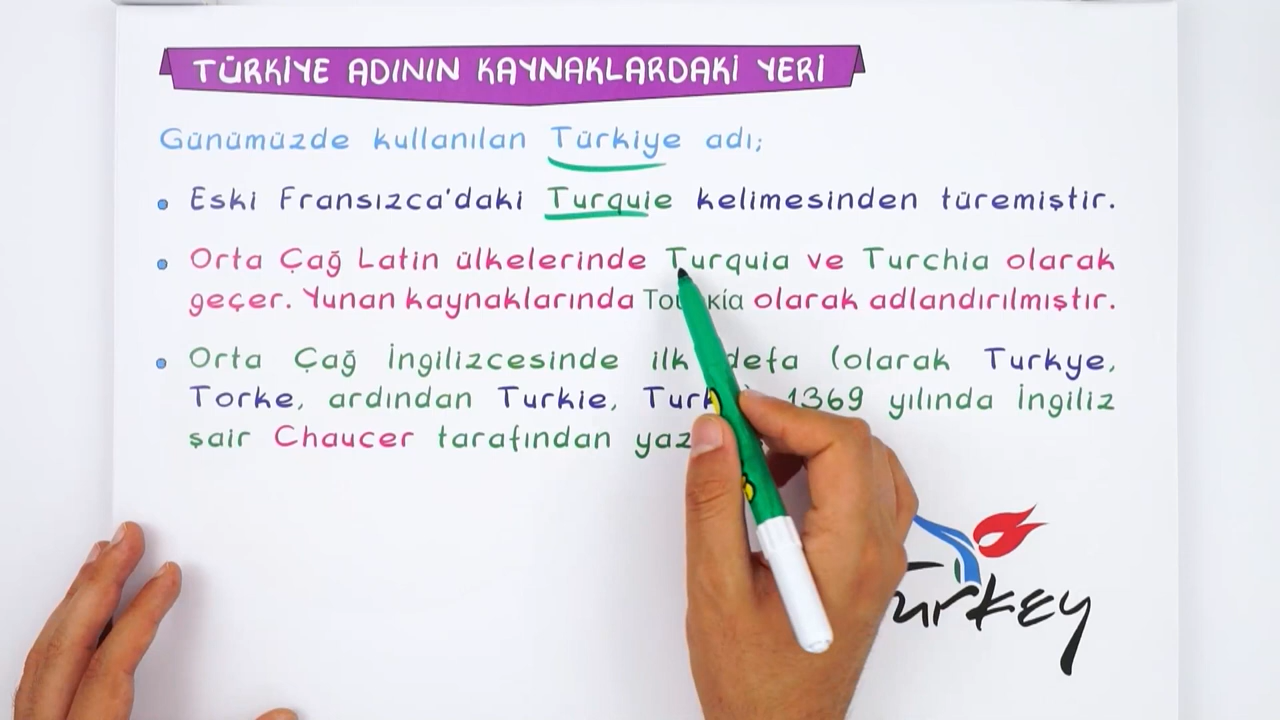 TÜRKİYE ADININ KAYNAKLARDAKİ YERİ
Günümüzde kullanılan Türkiye adı;
Eski Fransızca'daki Turquie kelimesinden türemiştir.
Orta Çağ Latin ülkelerinde Turquia ve Turchia olarak
geçer. Yunan kaynaklarında olarak adlandırılmıştır.
Orta Çağ İngilizcesinde ilk defa (olarak Turkye,
Torke, ardından Turkie, 1369 yılında İngiliz
şair Chaucer tarafından